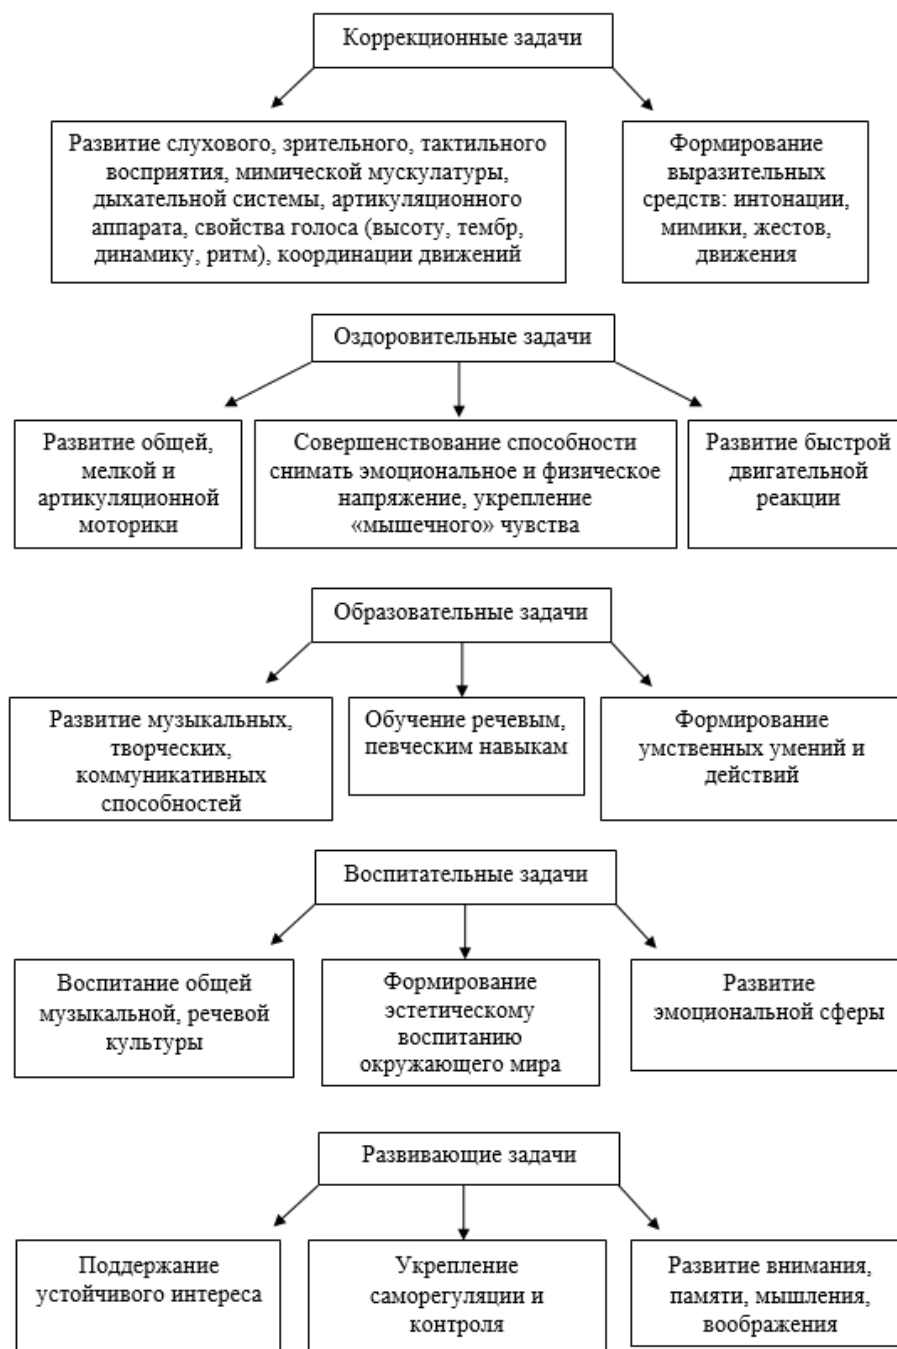 Коррекционные задачи
Развитие слухового, зрительного, тактильного
восприятия, мимической мускулатуры,
дыхательной системы, артикуляционного
аппарата, свойства голоса (высоту, тембр,
динамику, ритм), координации движений
Формирование
выразительных
средств: интонации,
мимики, жестов,
движения
Оздоровительные задачи
Развитие общей,
мелкой и
артикуляционной
моторики
Совершенствование способности
снимать эмоциональное и физическое
напряжение, укрепление
«мышечного» чувства
Развитие быстрой
двигательной
реакции
Образовательные задачи
Развитие музыкальных,
творческих,
коммуникативных
способностей
Обучение речевым,
певческим навыкам
Формирование
умственных умений и
действий
Воспитательные задачи
Воспитание общей
музыкальной, речевой
культуры
Формирование
эстетическому
воспитанию
окружающего мира
Развитие
эмоциональной сферы
Развивающие задачи
Поддержание
устойчивого интереса
Укрепление
саморегуляции и
контроля
Развитие внимания,
памяти, мышления,
воображения